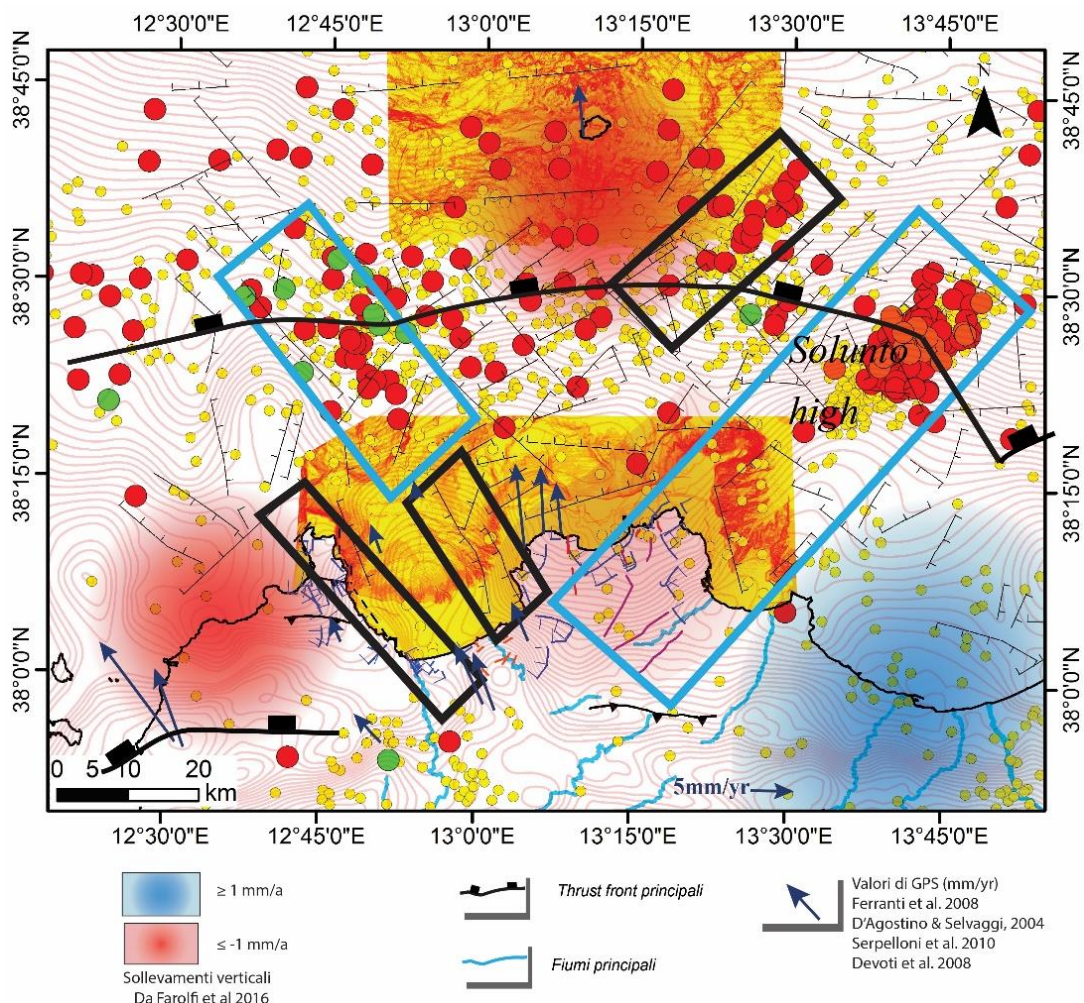 12°30'0"E 12°45'0"E 13°0'0"E 13°15'0"E 13°30'0"E 13°45'0"E
38°45'0"N
38°45'0"N
N
38°30'0"N
38°30'0"N
Solunto
high
38°15'0"N
38°15'0"N
38°0'0"N
38°0'0"N
0 5 10 20
km
5mm/yr
12°30'0"E 12°45'0"E 13°0'0"E 13°15'0"E 13°30'0"E 13°45'0"E
≥ 1 mm/a
≤ -1 mm/a
Sollevamenti verticali
Da Farolfi et al 2016
Thrust front principali
Fiumi principali
Valori di GPS (mm/yr)
Ferranti et al. 2008
D'Agostino & Selvaggi, 2004
Serpelloni et al. 2010
Devoti et al. 2008